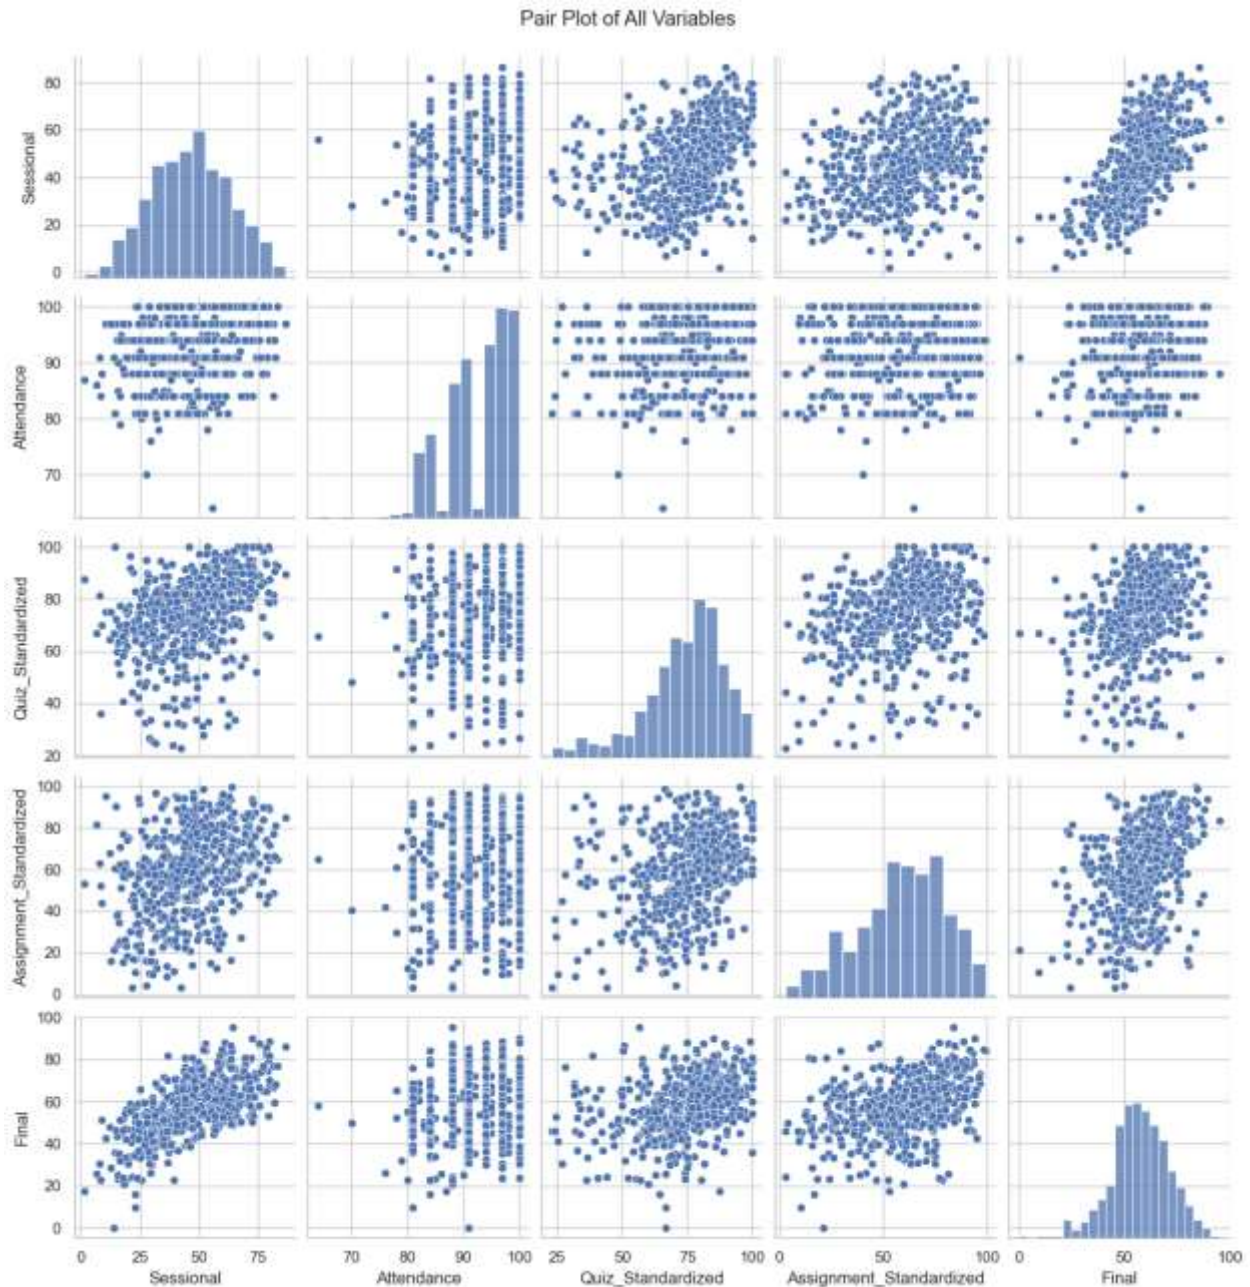 Pair Plot of All Variables
80
60
40
20
0
Sessional
100
90
80
70
Attendance
100
80
60
40
20
Quiz_Standardized
100
80
60
40
20
0
Assignment_Standardized
100
80
60
40
20
0
Final
0 25 50 75
Sessional
70 80 90 100
Attendance
25 50 75 100
Quiz_Standardized
0 50 100
Assignment_Standardized
0 50 100
Final